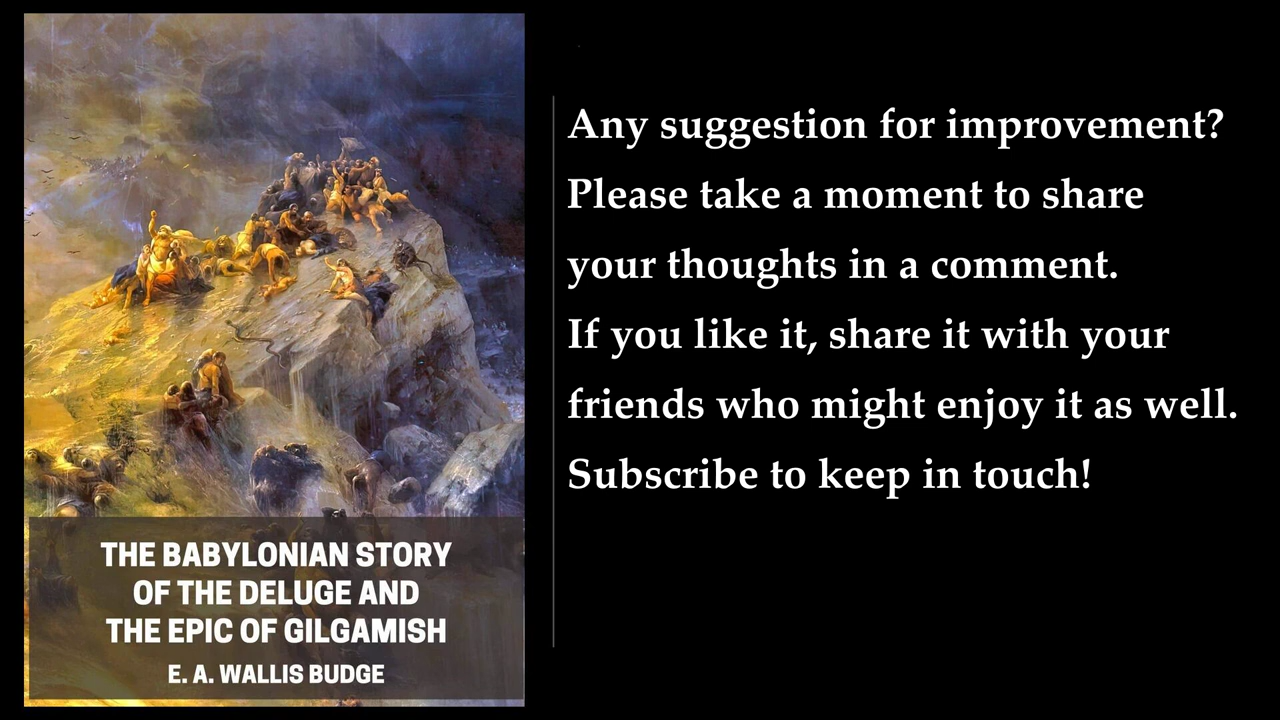 Any suggestion for improvement?
Please take a moment to share
your thoughts in a comment.
If you like it, share it with your
friends who might enjoy it as well.
Subscribe to keep in touch!
THE BABYLONIAN STORY
OF THE DELUGE AND
THE EPIC OF GILGAMISH
E. A. WALLIS BUDGE